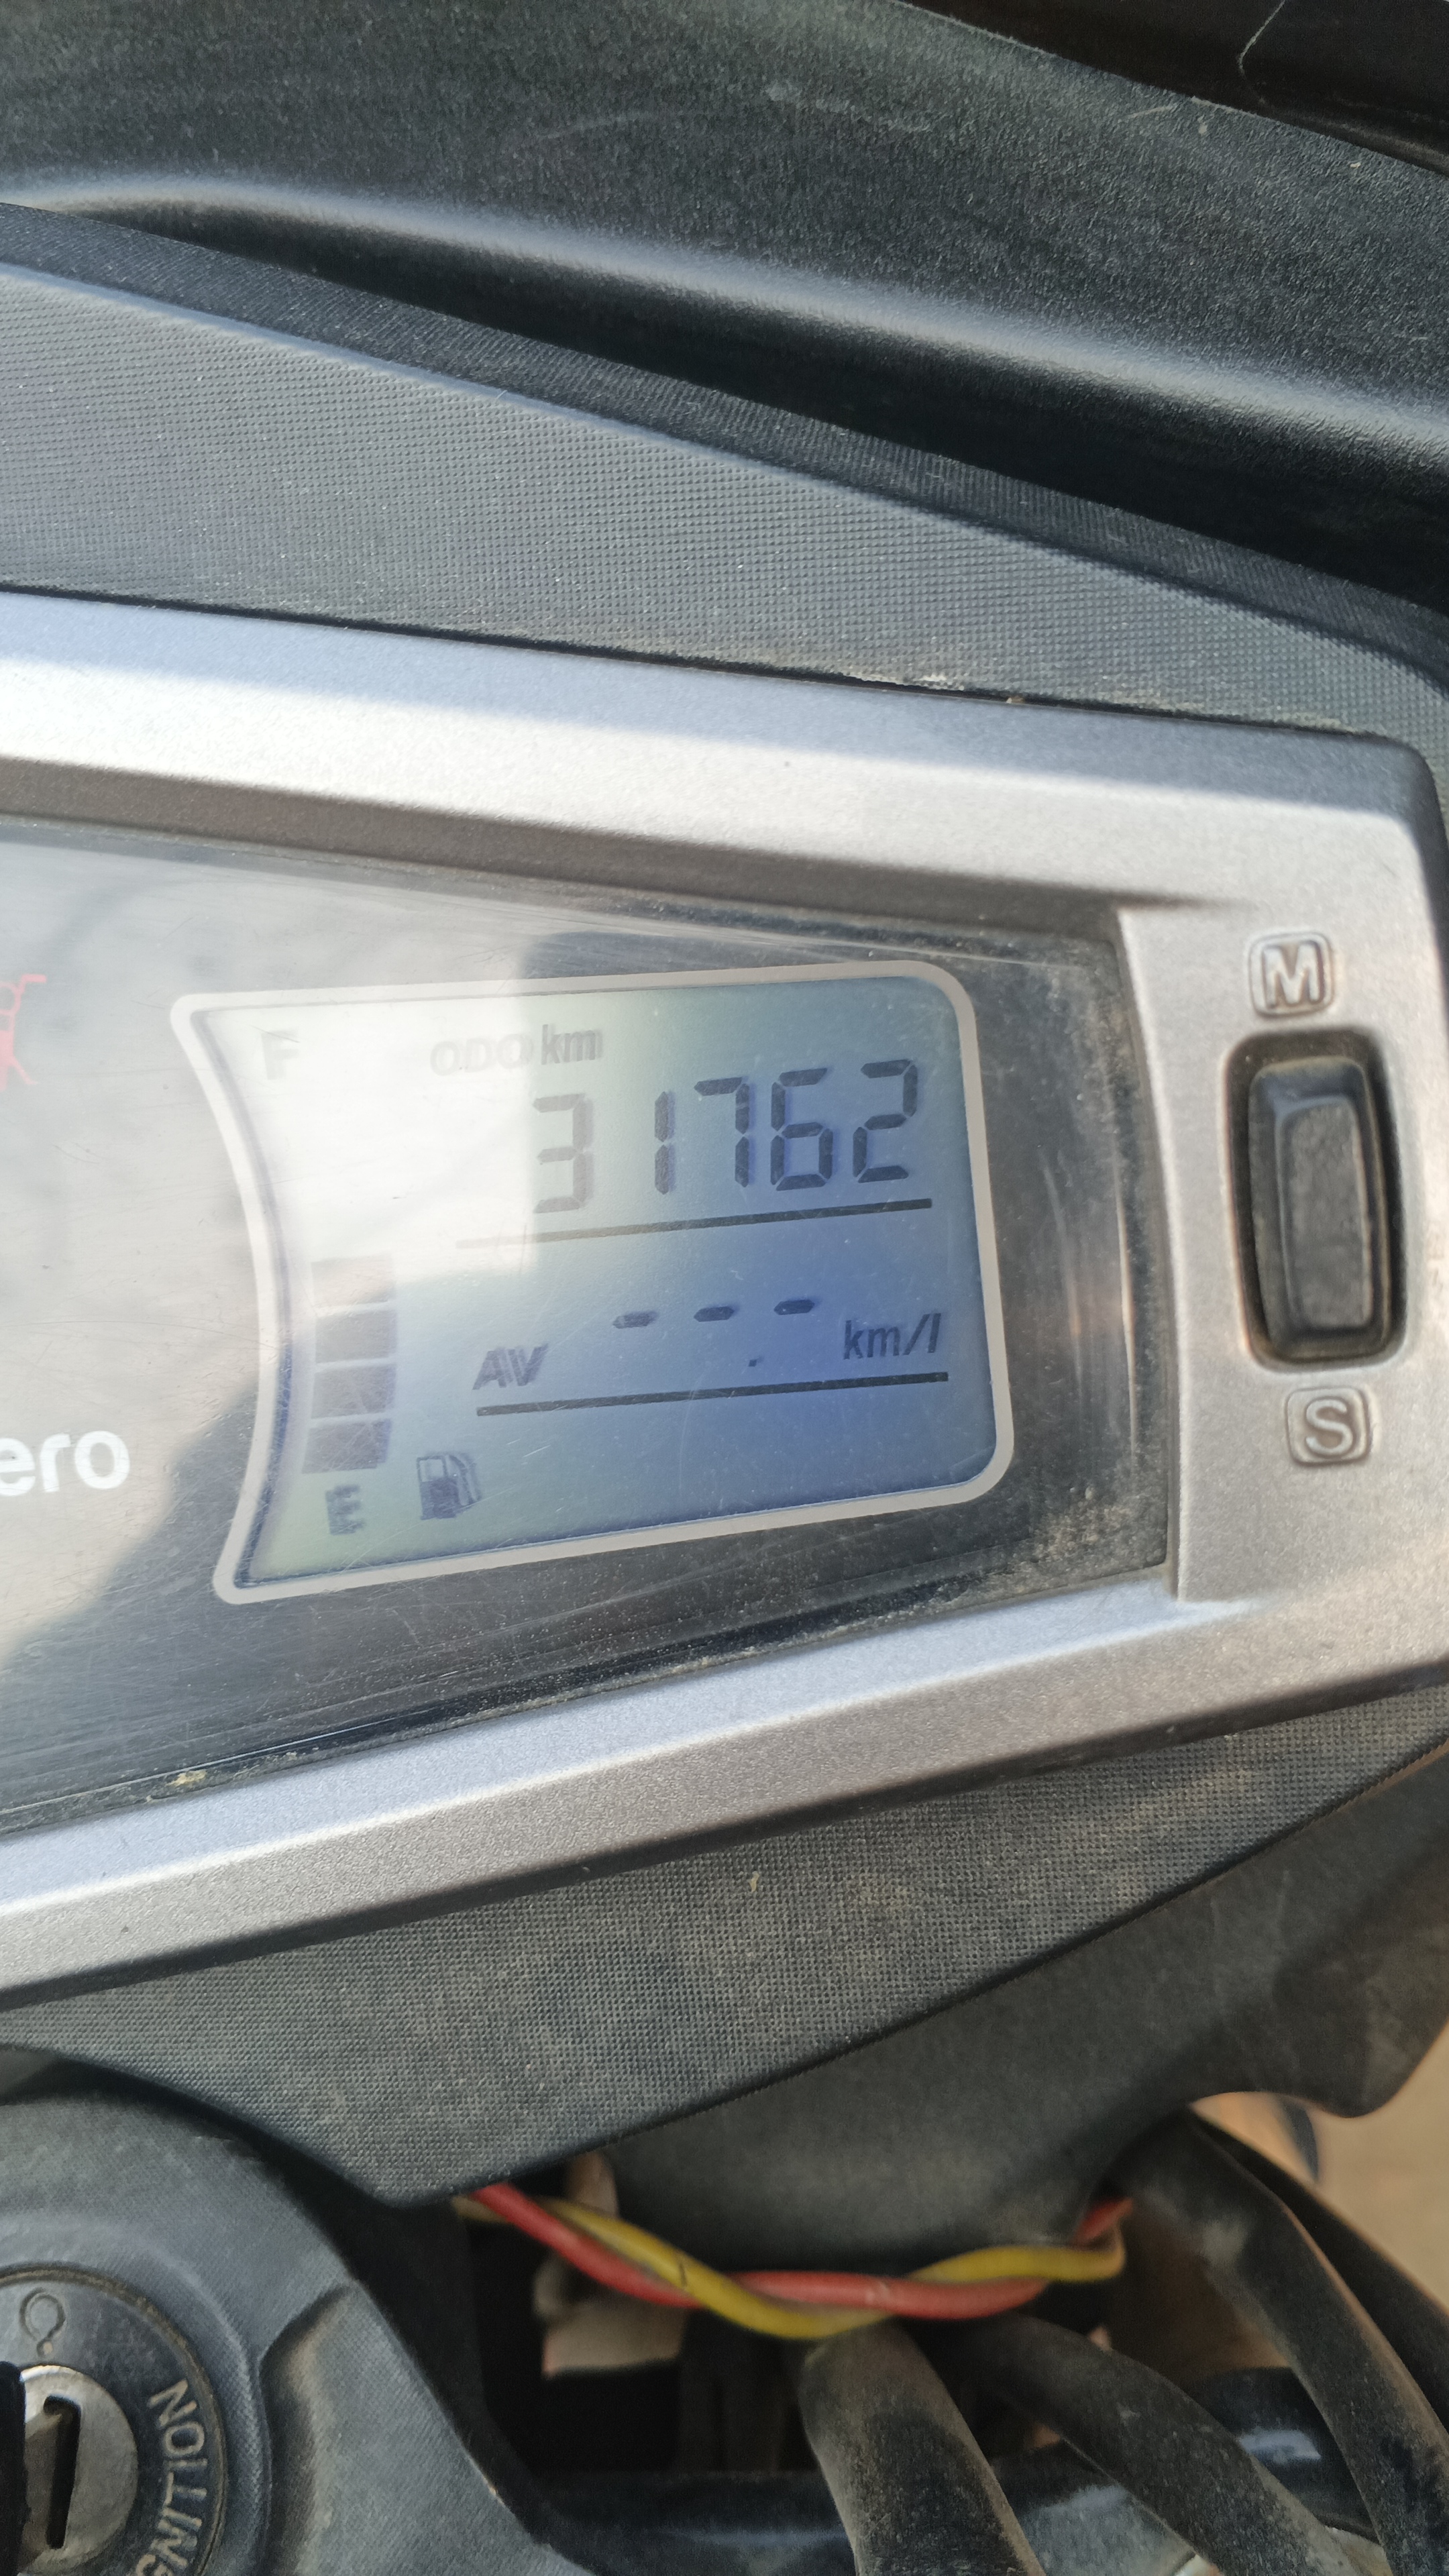 M
F ODO km
31762
AV ---.  km/l
S
ero
E
IGNITION